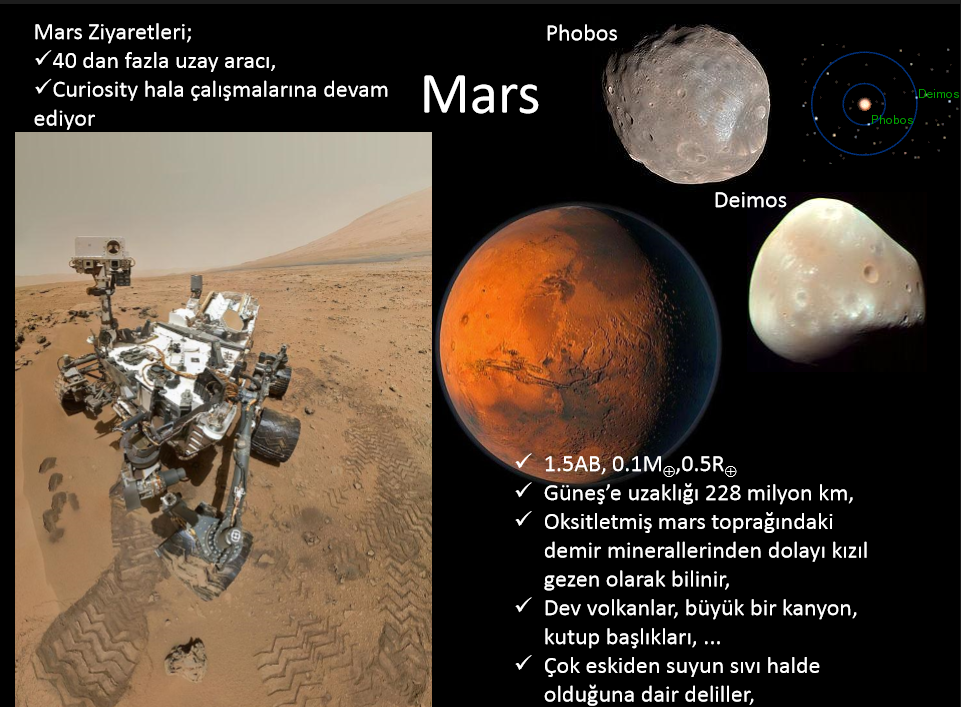 Mars Ziyaretleri;
✓40 dan fazla uzay aracı,
✓Curiosity hala çalışmalarına devam
ediyor
Mars
Phobos
Deimos
Phobos
Deimos
✓ 1.5AB, 0.1M⊕,0.5R⊕
✓ Güneş’e uzaklığı 228 milyon km,
✓ Oksitletmiş mars toprağındaki
demir minerallerinden dolayı kızıl
gezen olarak bilinir,
✓ Dev volkanlar, büyük bir kanyon,
kutup başlıkları, ...
✓ Çok eskiden suyun sıvı halde
olduğuna dair deliller,